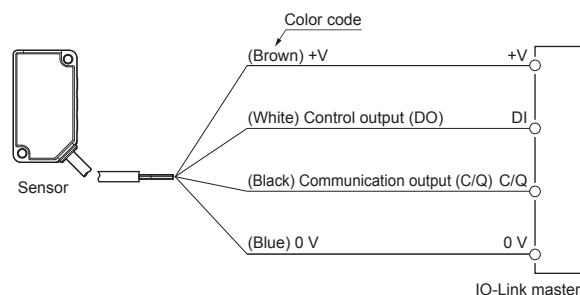 Color code
(Brown) +V +V
(White) Control output (DO) DI
Sensor
(Black) Communication output (C/Q) C/Q
(Blue) 0 V 0 V
IO-Link master